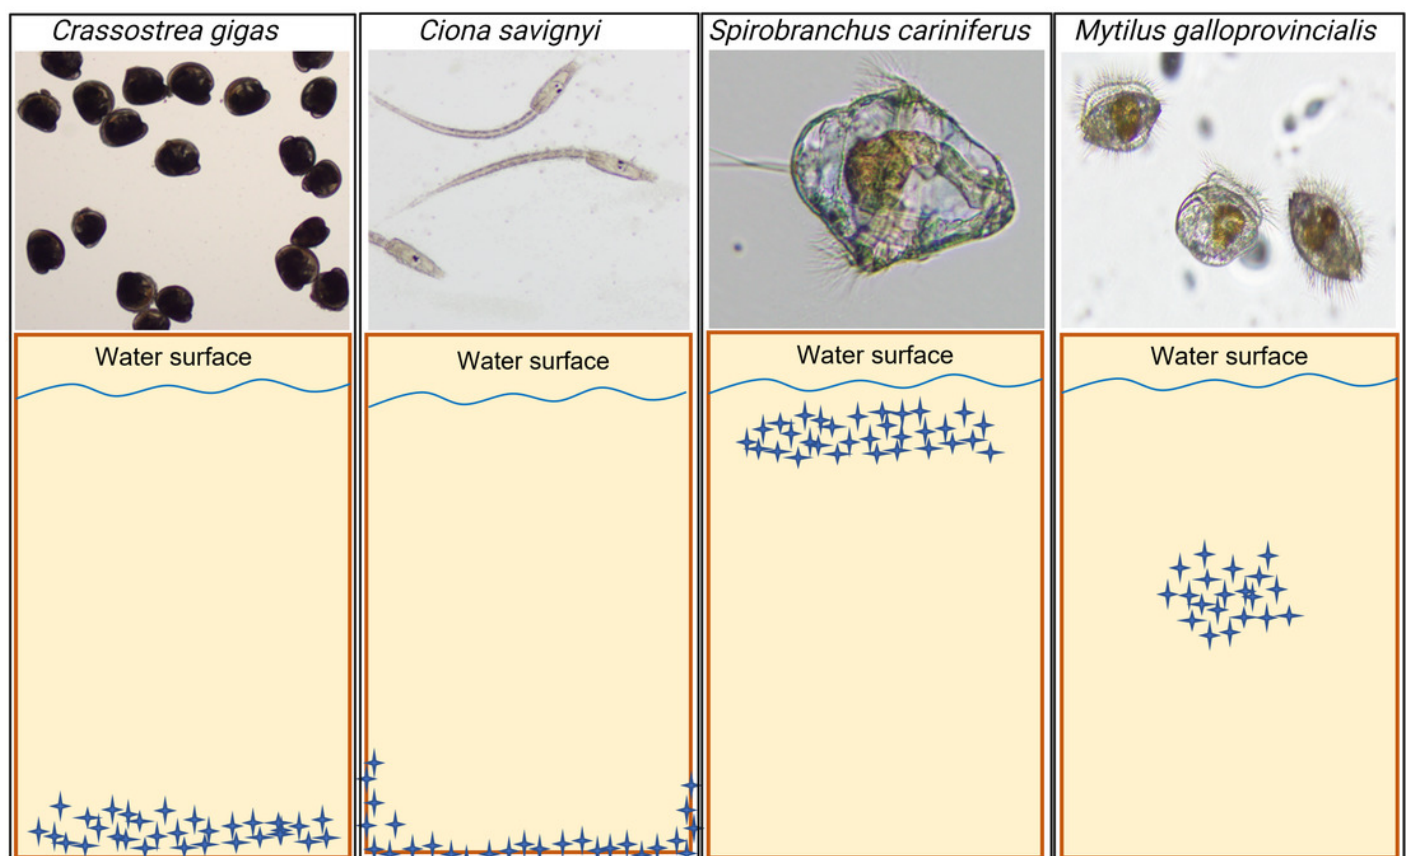 Crassostrea gigas
Ciona savignyi
Spirobranchus cariniferus
Mytilus galloprovincialis
Water surface
Water surface
Water surface
Water surface